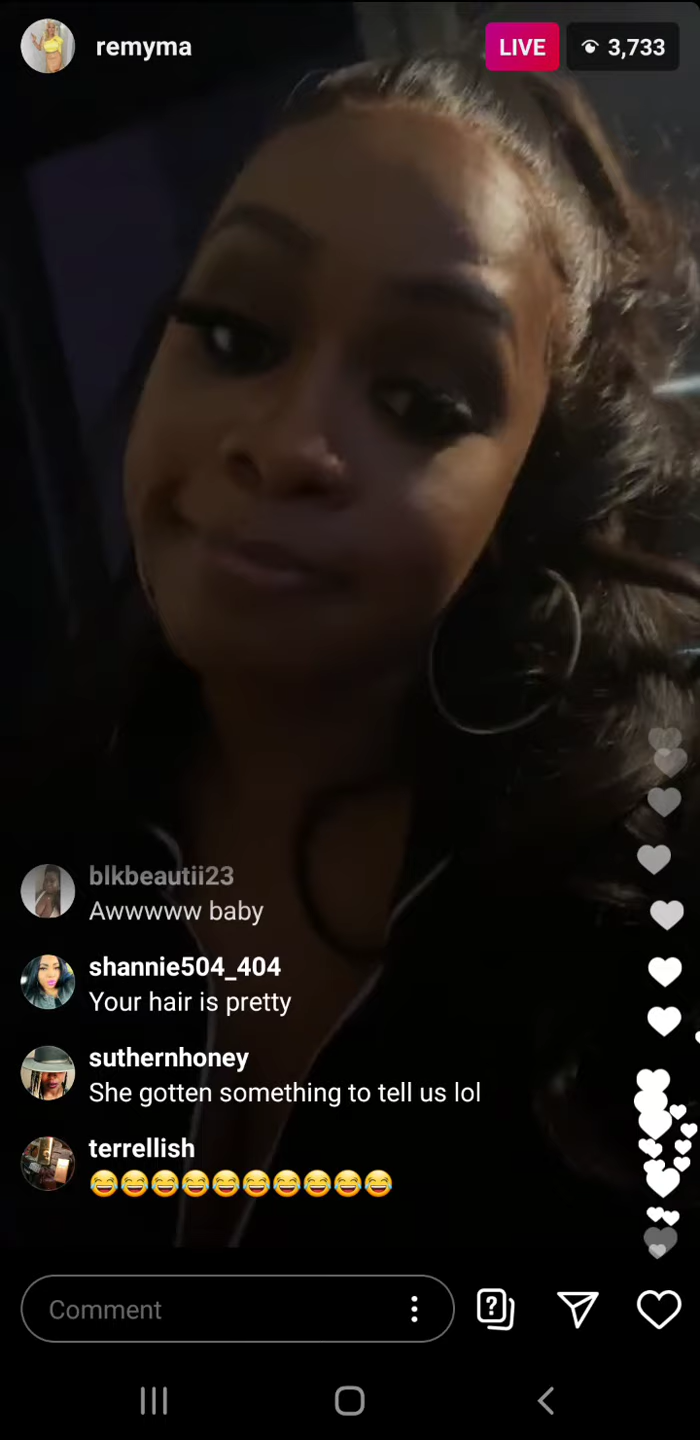 remyma
LIVE
3,733
blkbeautii23
Awwwww baby
shannie504_404
Your hair is pretty
suthernhoney
She gotten something to tell us lol
terrellish
😂😂😂😂😂😂😂😂😂😂
Comment